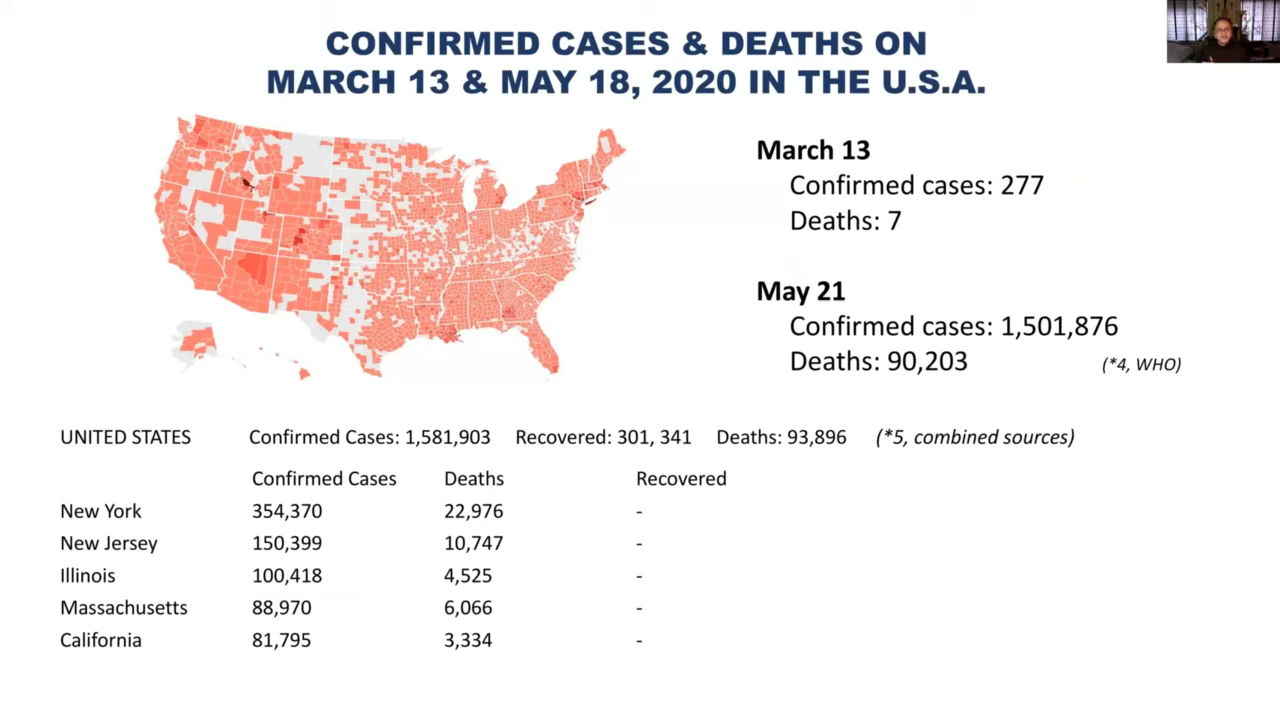 CONFIRMED CASES & DEATHS ON
MARCH 13 & MAY 18, 2020 IN THE U.S.A.
March 13
Confirmed cases: 277
Deaths: 7
May 21
Confirmed cases: 1,501,876
Deaths: 90,203 (*4, WHO)
UNITED STATES Confirmed Cases: 1,581,903 Recovered: 301, 341 Deaths: 93,896 (*5, combined sources)
Confirmed Cases Deaths Recovered
New York 354,370 22,976 -
New Jersey 150,399 10,747 -
Illinois 100,418 4,525 -
Massachusetts 88,970 6,066 -
California 81,795 3,334 -